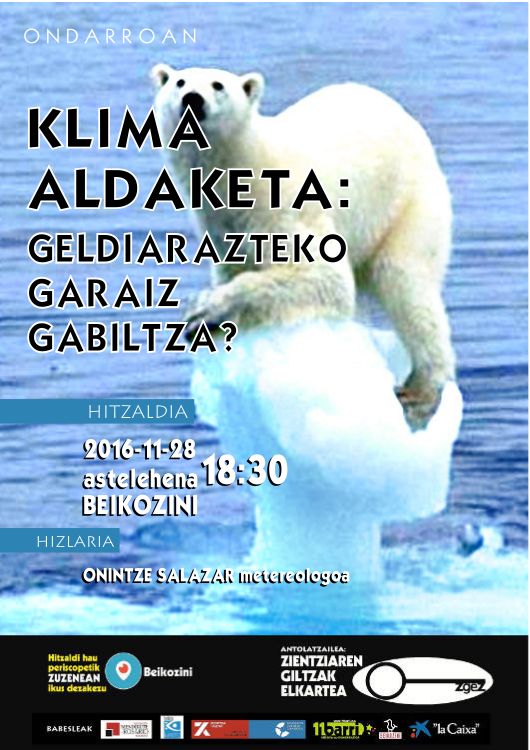 ONDARROAN
KLIMA
ALDAKETA:
GELDIARAZTEKO
GARAIZ
GABILTZA?
HITZALDIA
2016-11-28
astelehena 18:30
BEIKOZINI
HIZLARIA
ONINTZE SALAZAR metereologoa
Hitzaldi hau
periscopetik
ZUZENEAN
ikus dezakezu
Beikozini
ANTOLATZAILEA:
ZIENTZIAREN
GILTZAK
ELKARTEA
zgez
BABESLEAK
11barri
"la Caixa"